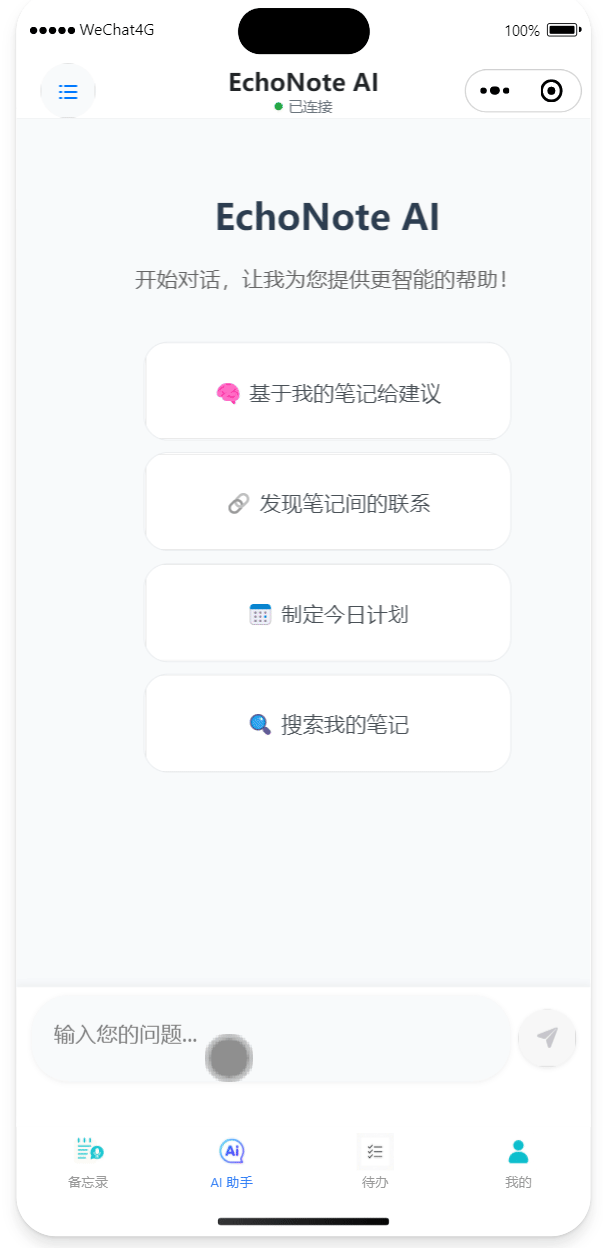 WeChat4G
100%
EchoNote AI
已连接
EchoNote AI
开始对话，让我为您提供更智能的帮助！
基于我的笔记给建议
发现笔记间的联系
制定今日计划
搜索我的笔记
输入您的问题...
Ai
备忘录
AI 助手
待办
我的